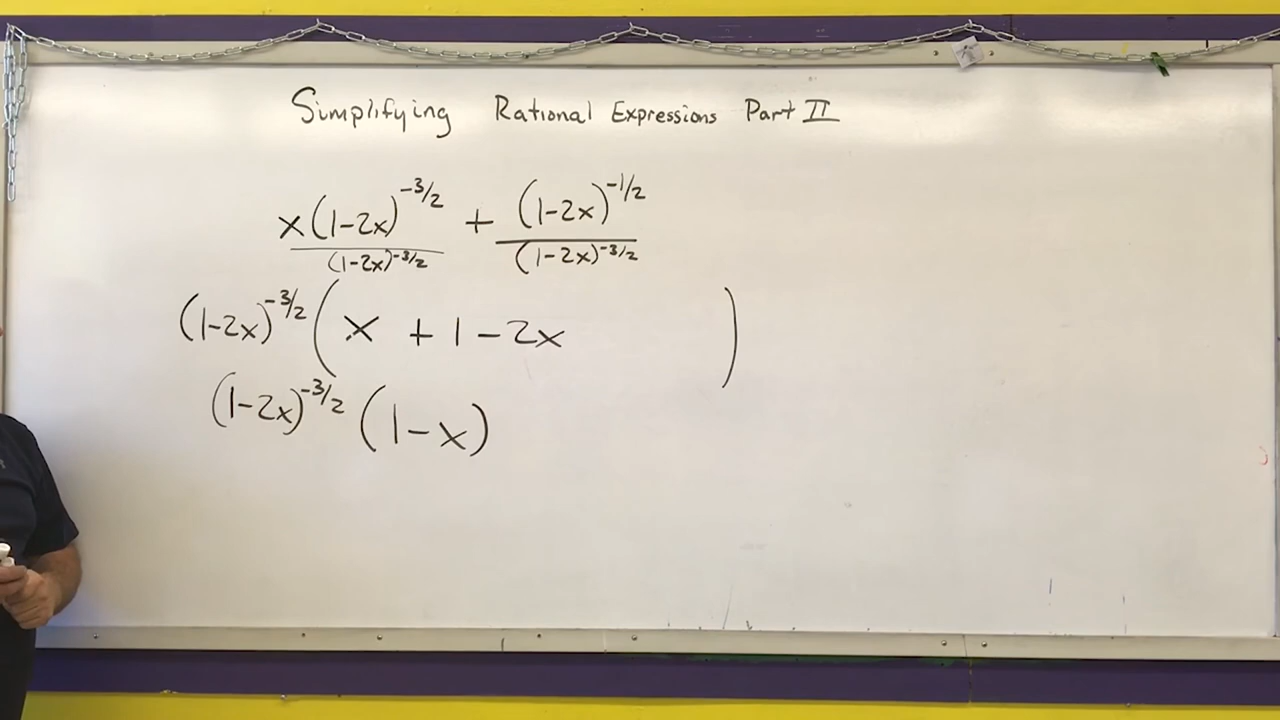 Simplifying Rational Expressions Part II
x(1-2x)^{-3/2} + (1-2x)^{-1/2}
(1-2x)^{-3/2} (1-2x)^{-3/2}
(1-2x)^{-3/2} ( x + 1 - 2x )
(1-2x)^{-3/2} (1-x)